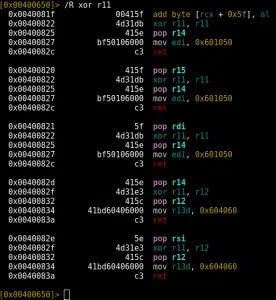 [0x00400650]> /R xor r11
0x0040081f 00415f add byte [rcx + 0x5f], al
0x00400822 4d31db xor r11, r11
0x00400825 415e pop r14
0x00400827 bf50106000 mov edi, 0x601050
0x0040082c c3 ret
0x00400820 415f pop r15
0x00400822 4d31db xor r11, r11
0x00400825 415e pop r14
0x00400827 bf50106000 mov edi, 0x601050
0x0040082c c3 ret
0x00400821 5f pop rdi
0x00400822 4d31db xor r11, r11
0x00400825 415e pop r14
0x00400827 bf50106000 mov edi, 0x601050
0x0040082c c3 ret
0x0040082d 415e pop r14
0x0040082f 4d31e3 xor r11, r12
0x00400832 415c pop r12
0x00400834 41bd60406000 mov r13d, 0x604060
0x0040083a c3 ret
0x0040082e 5e pop rsi
0x0040082f 4d31e3 xor r11, r12
0x00400832 415c pop r12
0x00400834 41bd60406000 mov r13d, 0x604060
0x0040083a c3 ret
[0x00400650]>